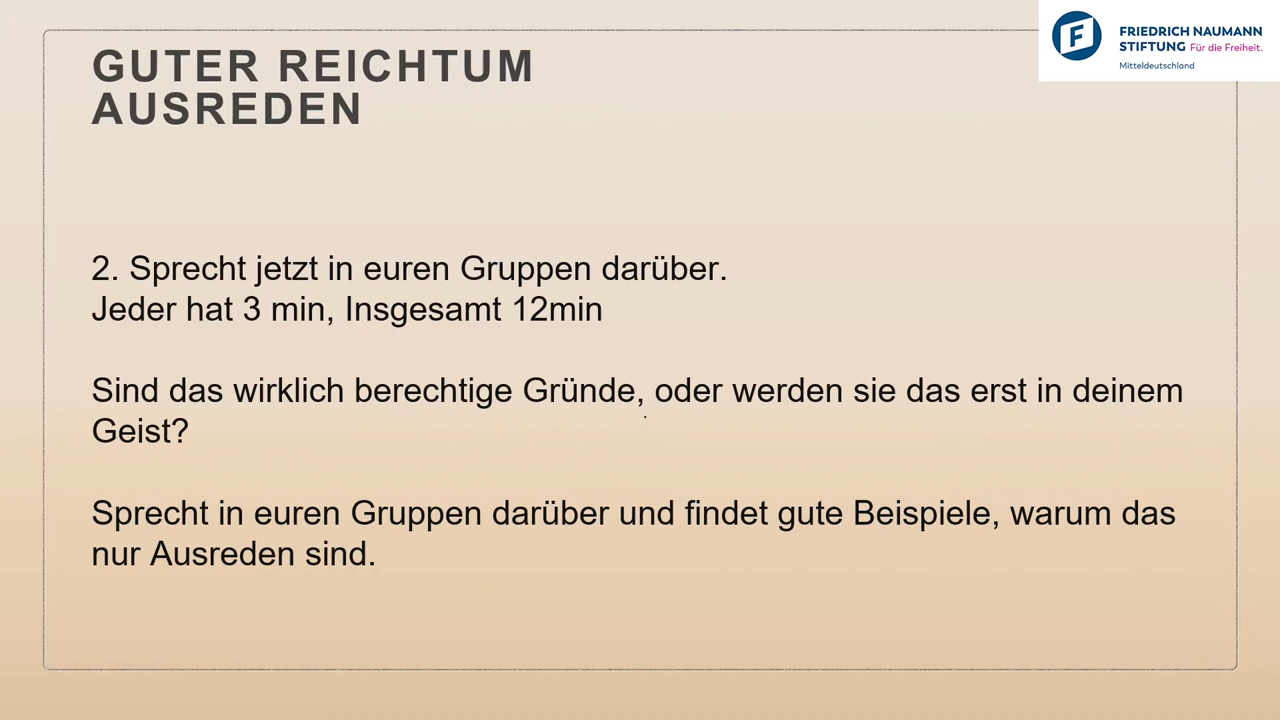 GUTER REICHTUM
AUSREDEN
FRIEDRICH NAUMANN
STIFTUNG Für die Freiheit.
Mitteldeutschland
2. Sprecht jetzt in euren Gruppen darüber.
Jeder hat 3 min, Insgesamt 12min
Sind das wirklich berechtige Gründe, oder werden sie das erst in deinem
Geist?
Sprecht in euren Gruppen darüber und findet gute Beispiele, warum das
nur Ausreden sind.